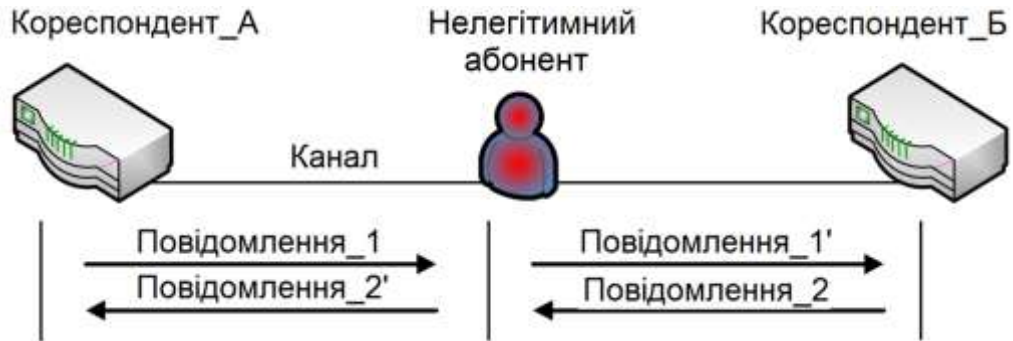 Кореспондент_А
Нелегітимний
абонент
Кореспондент_Б
Канал
Повідомлення_1
Повідомлення_1'
Повідомлення_2'
Повідомлення_2